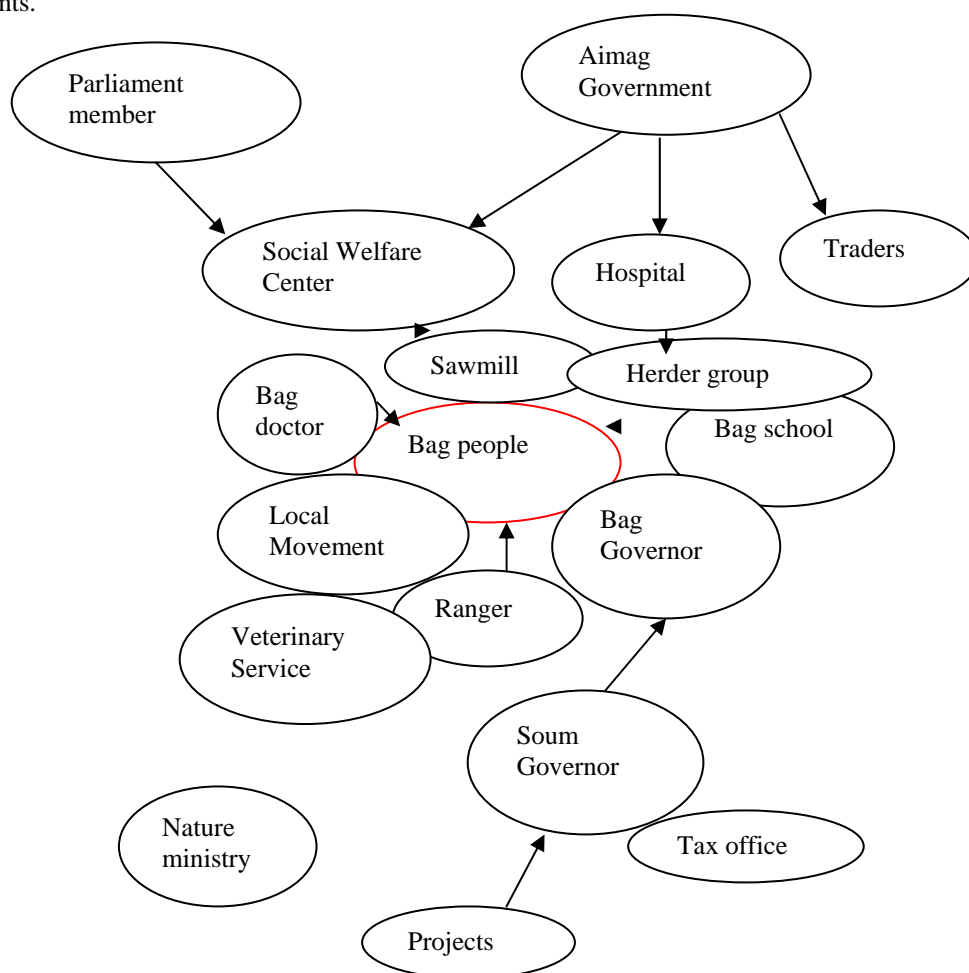 nts.
Parliament
member
Aimag
Government
Social Welfare
Center
Hospital
Traders
Sawmill
Herder group
Bag
doctor
Bag people
Bag school
Local
Movement
Bag
Governor
Ranger
Veterinary
Service
Soum
Governor
Nature
ministry
Tax office
Projects